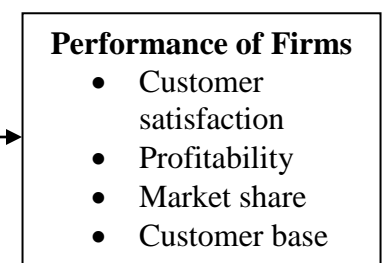 Performance of Firms
• Customer
satisfaction
• Profitability
• Market share
• Customer base